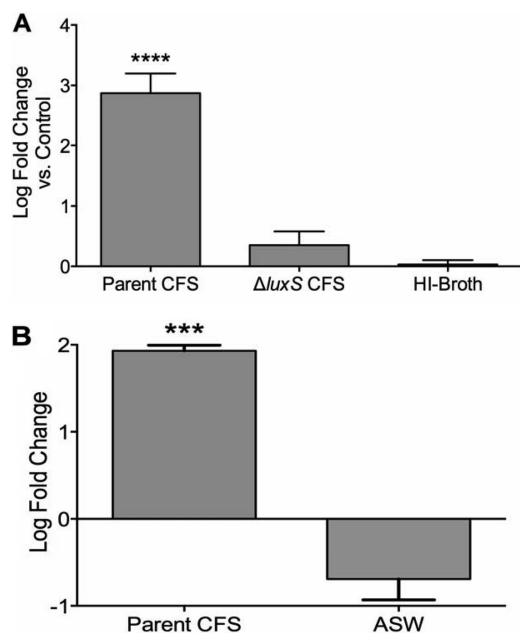 A
Log Fold Change
vs. Control
4
3
2
1
0
****
Parent CFS
ΔluxS CFS
HI-Broth
B
Log Fold Change
2
1
0
-1
***
Parent CFS
ASW